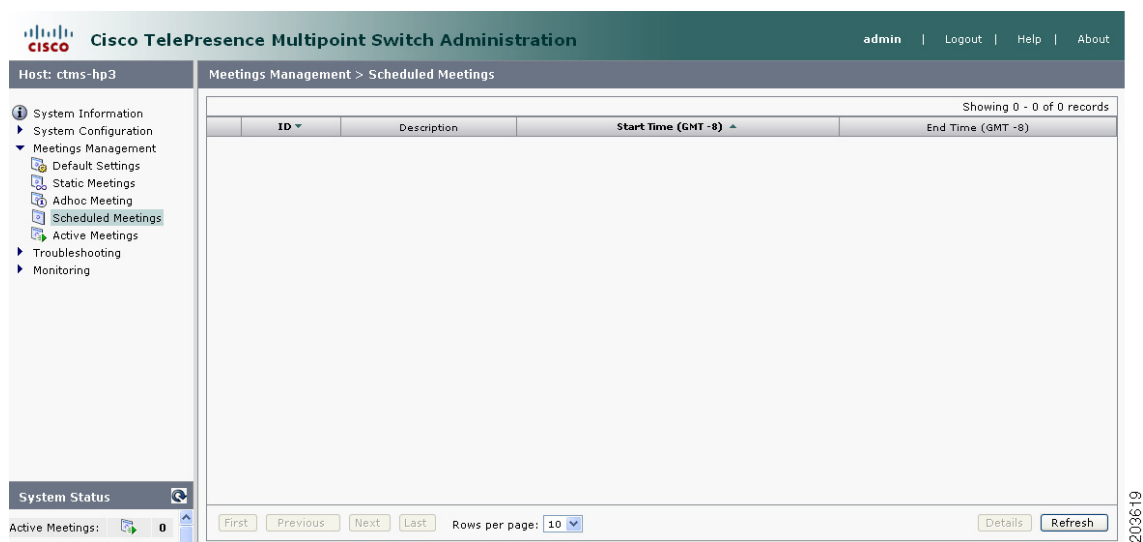 CISCO
Cisco TelePresence Multipoint Switch Administration
admin | Logout | Help | About
Host: ctms-hp3
Meetings Management > Scheduled Meetings
System Information
System Configuration
Meetings Management
Default Settings
Static Meetings
Adhoc Meeting
Scheduled Meetings
Active Meetings
Troubleshooting
Monitoring
Showing 0 - 0 of 0 records
ID Description Start Time (GMT -8) End Time (GMT -8)
System Status
Active Meetings: 0
First Previous Next Last Rows per page: 10 Details Refresh
203619